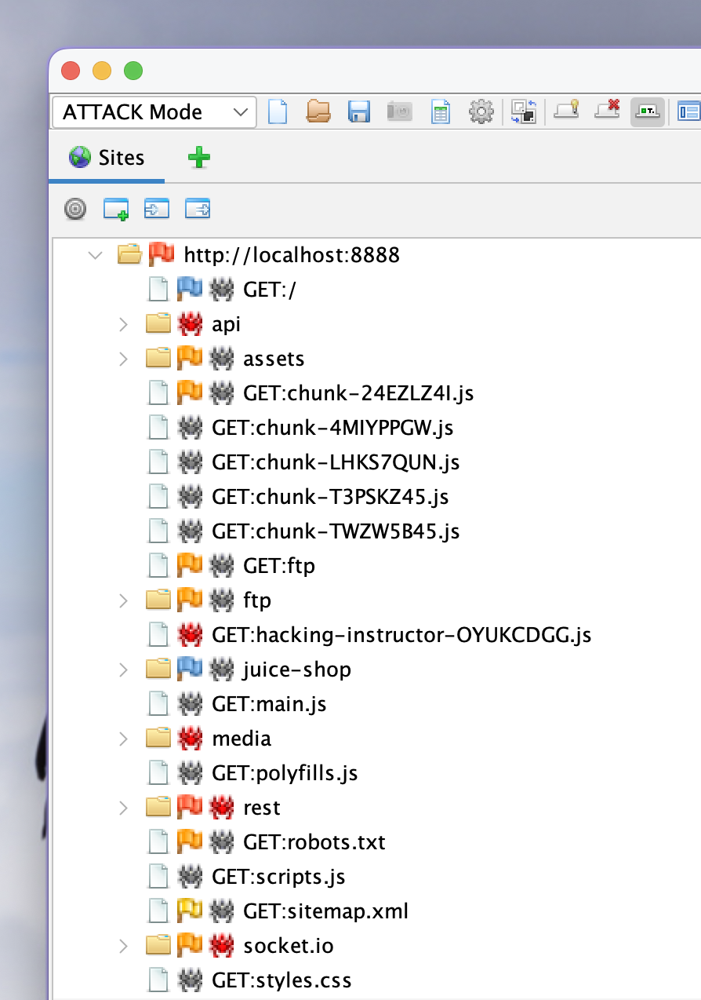 ATTACK Mode
Sites
http://localhost:8888
GET:/
api
assets
GET:chunk-24EZLZ4I.js
GET:chunk-4MIYPPGW.js
GET:chunk-LHKS7QUN.js
GET:chunk-T3PSKZ45.js
GET:chunk-TWZW5B45.js
GET:ftp
ftp
GET:hacking-instructor-OYUKCDGG.js
juice-shop
GET:main.js
media
GET:polyfills.js
rest
GET:robots.txt
GET:scripts.js
GET:sitemap.xml
socket.io
GET:styles.css